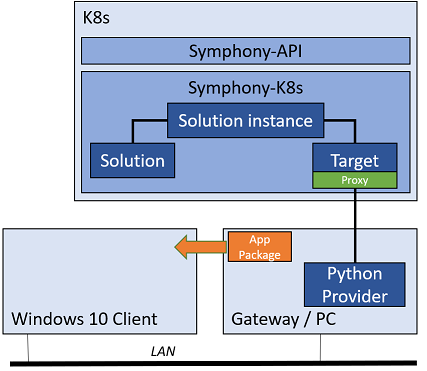 K8s
Symphony-API
Symphony-K8s
Solution instance
Solution
Target
Proxy
App
Package
Python
Provider
Windows 10 Client
Gateway / PC
LAN